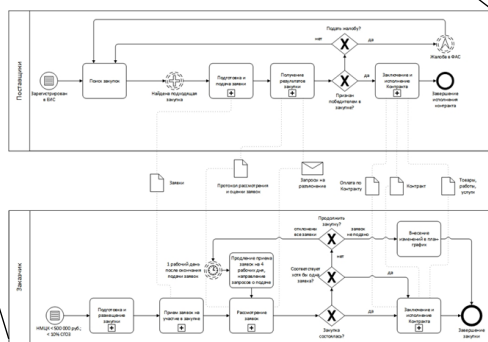 Подать жалобу?
нет
да
Жалоба в ФАС
Поставщики
Поиск закупок
Подготовка и
подача заявки
Получение
результатов
закупки
Заключение и
исполнение
Контракта
Зарегистрирован
в ЕИС
Найдена подходящая
закупка
Признан
победителем в
закупке?
да
Завершение
исполнения
контракта
Заявки
Протокол рассмотрения
и оценки заявок
Запросы на
разъяснение
Оплата по
Контракту
Контракт
Товары,
работы,
услуги
Заказчик
Продолжить
закупку?
отклонены
все заявки
заявок
не подано
Внесение
изменений в план-
график
1 рабочий день
после окончания
подачи заявок
Продление приема
заявок на 4
рабочих дня,
направление
запросов о подаче
нет
Соответствует
хотя бы одна
заявка?
да
Подготовка и
размещение
закупки
Прием заявок на
участие в закупке
Рассмотрение
заявок
да
Заключение и
исполнение
Контракта
НМЦК < 500 000 руб.;
< 10% СГОЗ
Закупка
состоялась?
Завершение
закупки